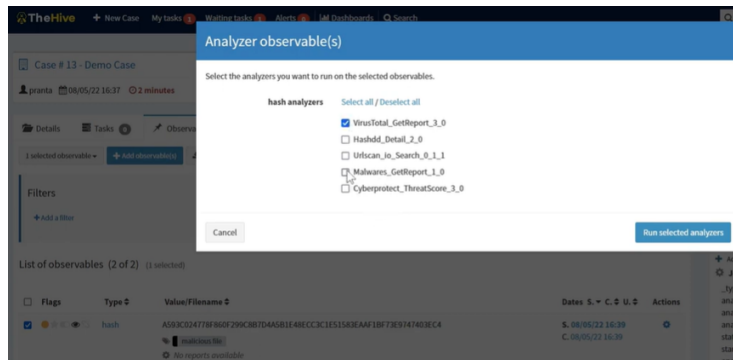 TheHive + New Case My tasks 1 Waiting tasks Alerts 0 Dashboards Search
Analyzer observable(s)
Case # 13 - Demo Case
Select the analyzers you want to run on the selected observables.
pranta 08/05/22 16:37 2 minutes
hash analyzers Select all / Deselect all
VirusTotal_GetReport_3_0
Details Tasks 0 Observa
Hashdd_Detail_2_0
Urlscan_io_Search_0_1_1
1 selected observable + Add observable(s)
Malwares_GetReport_1_0
Cyberprotect_ThreatScore_3_0
Filters
+ Add a filter
Cancel Run selected analyzers
List of observables (2 of 2) (1 selected)
Flags Type Value/Filename Dates S. C. U. Actions
hash A593C024778F860F299CBB7D4A5B1E48ECC3C1E51583EAAF1BF73E9747403EC4 S. 08/05/22 16:39
malicious file C. 08/05/22 16:39
No reports available